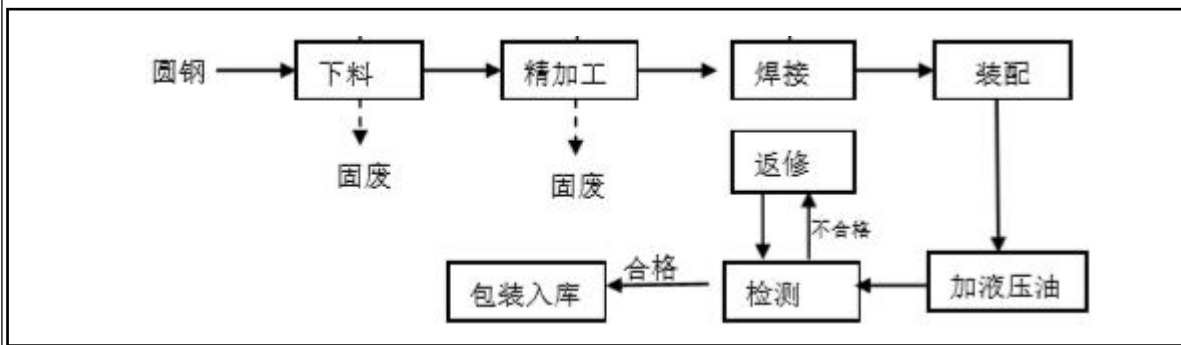 圆钢
下料
精加工
焊接
装配
固废
固废
返修
不合格
合格
包装入库
检测
加液压油